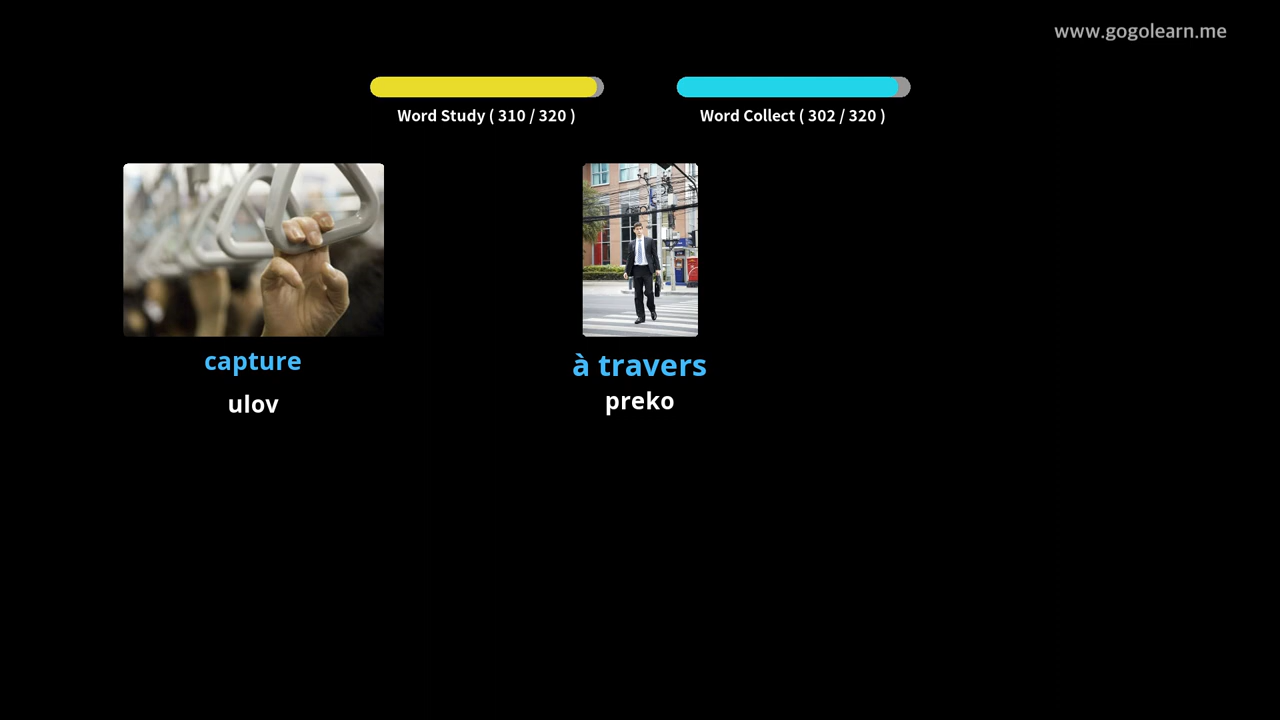 www.gogolearn.me
Word Study ( 310 / 320 )
Word Collect ( 302 / 320 )
capture
ulov
à travers
preko